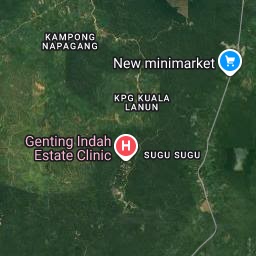 KAMPONG
NAPAGANG
New minimarket
KPG KUALA
LANUN
Genting Indah
Estate Clinic
H
SUGU SUGU